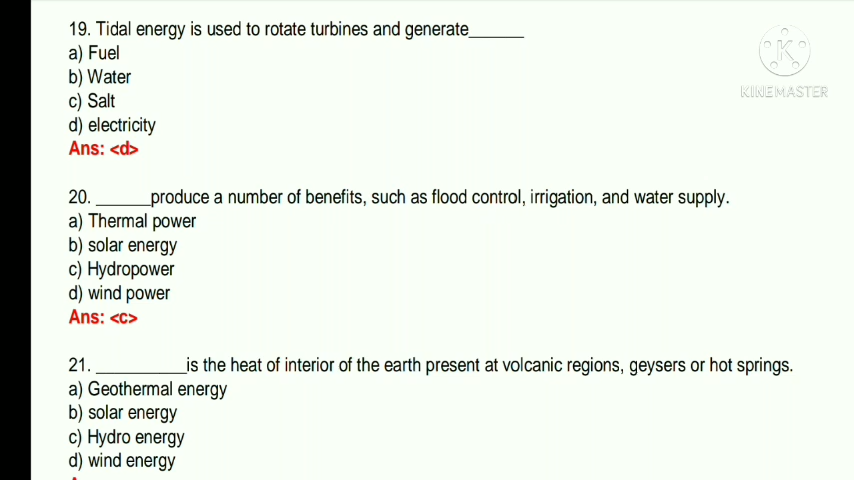 19. Tidal energy is used to rotate turbines and generate______
a) Fuel
b) Water
c) Salt
d) electricity
Ans: <d>
K
KINEMASTER
20. ______produce a number of benefits, such as flood control, irrigation, and water supply.
a) Thermal power
b) solar energy
c) Hydropower
d) wind power
Ans: <c>
21. __________is the heat of interior of the earth present at volcanic regions, geysers or hot springs.
a) Geothermal energy
b) solar energy
c) Hydro energy
d) wind energy